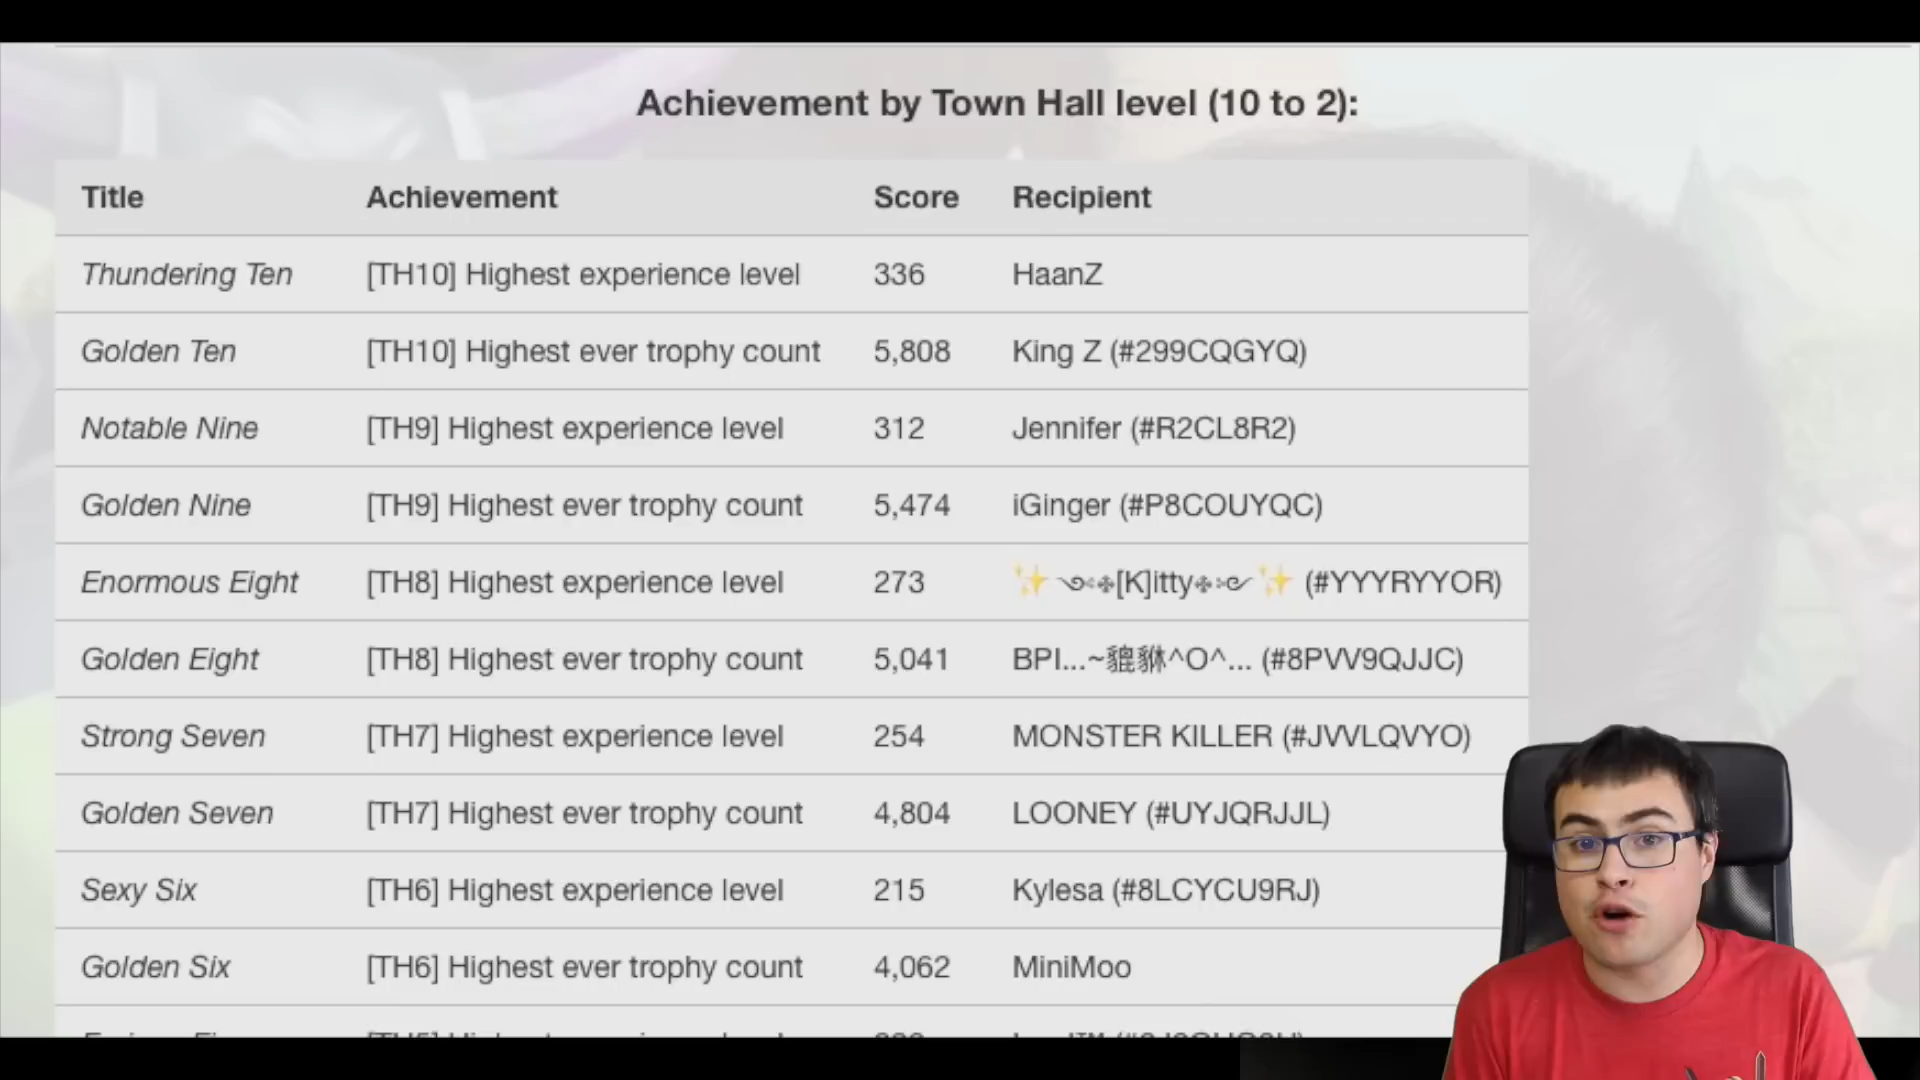 Achievement by Town Hall level (10 to 2):
Title Achievement Score Recipient
Thundering Ten [TH10] Highest experience level 336 HaanZ
Golden Ten [TH10] Highest ever trophy count 5,808 King Z (#299CQGYQ)
Notable Nine [TH9] Highest experience level 312 Jennifer (#R2CL8R2)
Golden Nine [TH9] Highest ever trophy count 5,474 iGinger (#P8COUYQC)
Enormous Eight [TH8] Highest experience level 273 ✨ ࿐༻[K]itty༺࿐ ✨ (#YYYRYYOR)
Golden Eight [TH8] Highest ever trophy count 5,041 BPI...~貔貅^O^... (#8PVV9QJJC)
Strong Seven [TH7] Highest experience level 254 MONSTER KILLER (#JVVLQVYO)
Golden Seven [TH7] Highest ever trophy count 4,804 LOONEY (#UYJQRJJL)
Sexy Six [TH6] Highest experience level 215 Kylesa (#8LCYCU9RJ)
Golden Six [TH6] Highest ever trophy count 4,062 MiniMoo